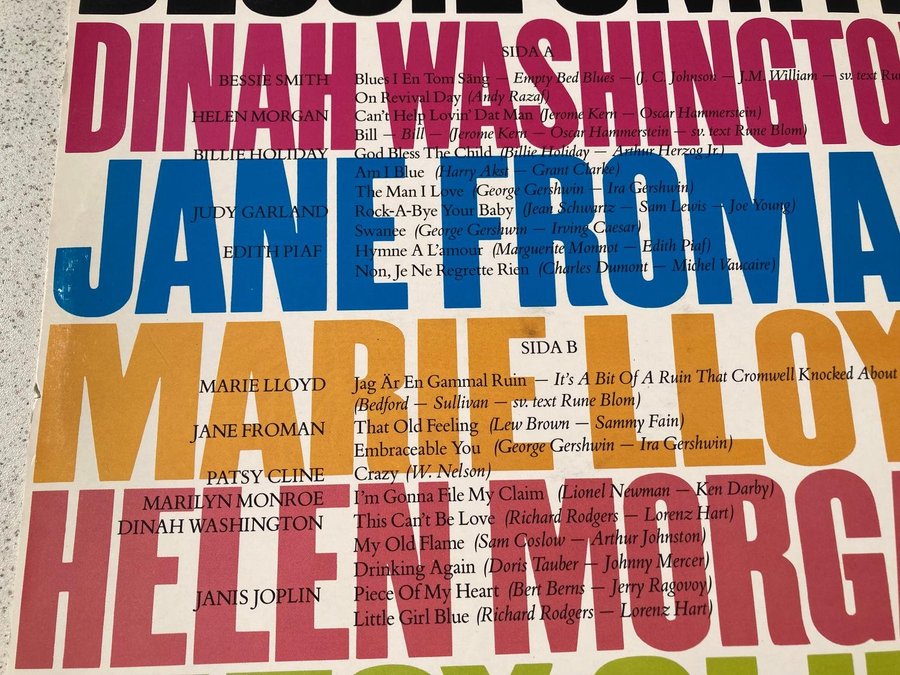 BESSIE SMITH
DINAH WASHINGTO
SIDA A
BESSIE SMITH Blues I En Tom Säng — Empty Bed Blues — (J. C. Johnson — J.M. William — sv. text Ru
On Revival Day (Andy Razaf)
HELEN MORGAN Can't Help Lovin' Dat Man (Jerome Kern — Oscar Hammerstein)
Bill — Bill — (Jerome Kern — Oscar Hammerstein — sv. text Rune Blom)
BILLIE HOLIDAY God Bless The Child (Billie Holiday — Arthur Herzog Jr)
Am I Blue (Harry Akst — Grant Clarke)
The Man I Love (George Gershwin — Ira Gershwin)
JUDY GARLAND Rock-A-Bye Your Baby (Jean Schwartz — Sam Lewis — Joe Young)
Swanee (George Gershwin — Irving Caesar)
EDITH PIAF Hymne A L'amour (Marguerite Monnot — Edith Piaf)
Non, Je Ne Regrette Rien (Charles Dumont — Michel Vaucaire)
JANE FROMA
MARIE LLOY
SIDA B
MARIE LLOYD Jag Är En Gammal Ruin — It's A Bit Of A Ruin That Cromwell Knocked About
(Bedford — Sullivan — sv. text Rune Blom)
JANE FROMAN That Old Feeling (Lew Brown — Sammy Fain)
Embraceable You (George Gershwin — Ira Gershwin)
PATSY CLINE Crazy (W. Nelson)
MARILYN MONROE I'm Gonna File My Claim (Lionel Newman — Ken Darby)
DINAH WASHINGTON This Can't Be Love (Richard Rodgers — Lorenz Hart)
My Old Flame (Sam Coslow — Arthur Johnston)
Drinking Again (Doris Tauber — Johnny Mercer)
JANIS JOPLIN Piece Of My Heart (Bert Berns — Jerry Ragovoy)
Little Girl Blue (Richard Rodgers — Lorenz Hart)
HELEN MORG